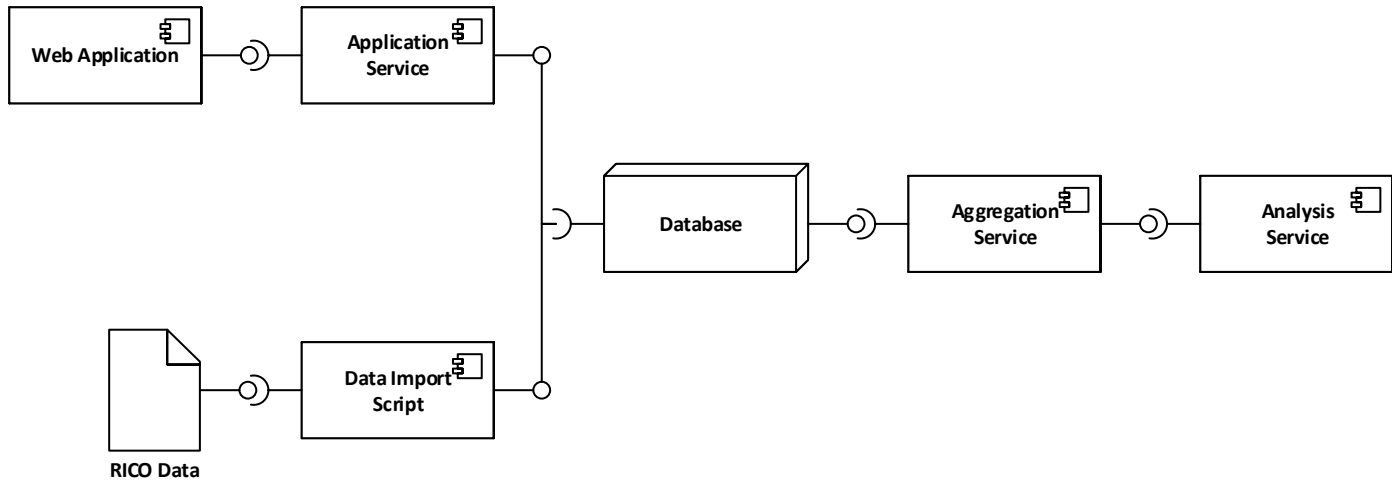 Web Application
Application
Service
Database
Aggregation
Service
Analysis
Service
Data Import
Script
RICO Data